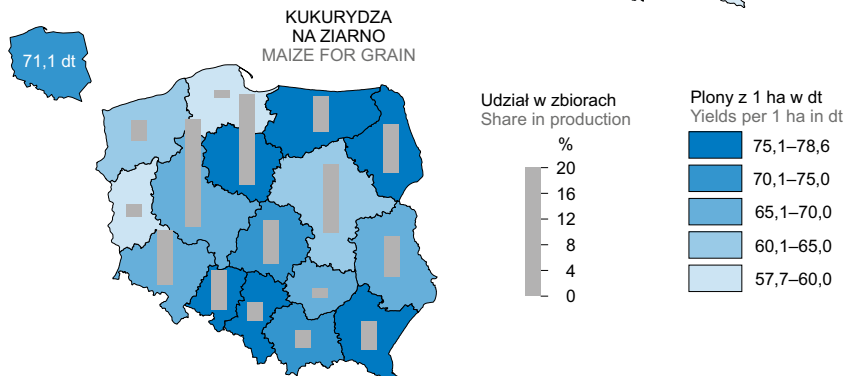 KUKURYDZA
NA ZIARNO
MAIZE FOR GRAIN
71,1 dt
Udział w zbiorach
Share in production
%
20
16
12
8
4
0
Plony z 1 ha w dt
Yields per 1 ha in dt
75,1–78,6
70,1–75,0
65,1–70,0
60,1–65,0
57,7–60,0